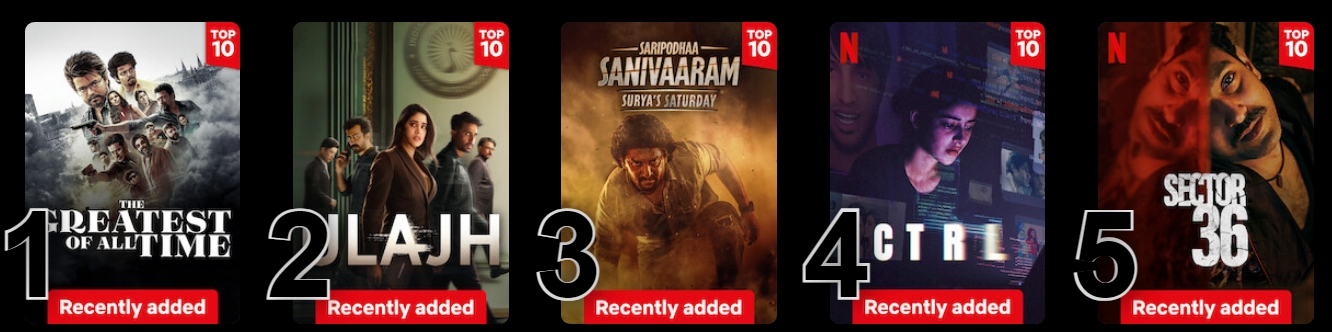 TOP
10
THE
GREATEST
OF ALL TIME
1
Recently added
TOP
10
ULAJH
2
Recently added
TOP
10
SARIPODHAA
SANIVAARAM
SURYA'S SATURDAY
3
Recently added
N
TOP
10
CTRL
4
Recently added
N
TOP
10
SECTOR
36
5
Recently added